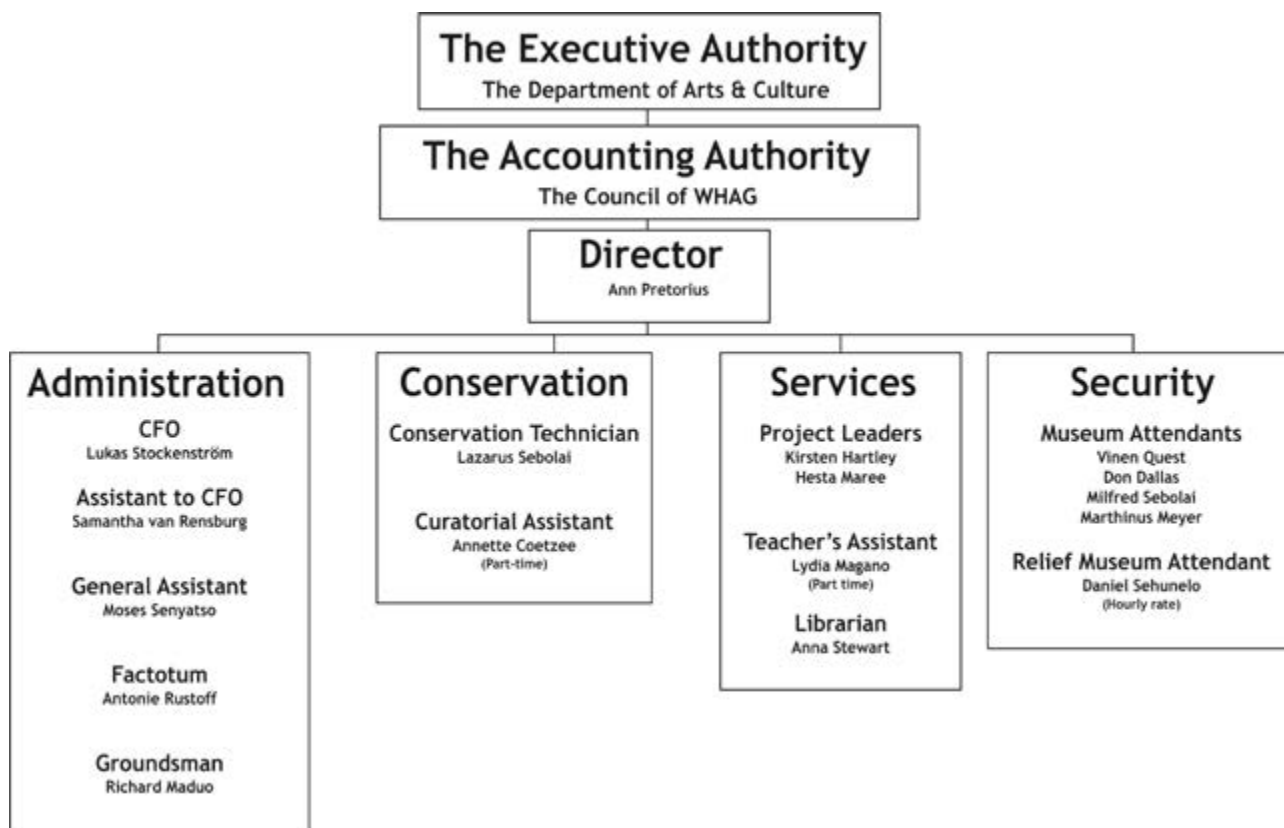 The Executive Authority
The Department of Arts & Culture
The Accounting Authority
The Council of WHAG
Director
Ann Pretorius
Administration
CFO
Lukas Stockenström
Assistant to CFO
Samantha van Rensburg
General Assistant
Moses Senyatso
Factotum
Antonie Rustoff
Groundsman
Richard Maduo
Conservation
Conservation Technician
Lazarus Sebolai
Curatorial Assistant
Annette Coetzee
(Part-time)
Services
Project Leaders
Kirsten Hartley
Hesta Maree
Teacher's Assistant
Lydia Magano
(Part time)
Librarian
Anna Stewart
Security
Museum Attendants
Vinen Quest
Don Dallas
Milfred Sebolai
Marthinus Meyer
Relief Museum Attendant
Daniel Sehunelo
(Hourly rate)